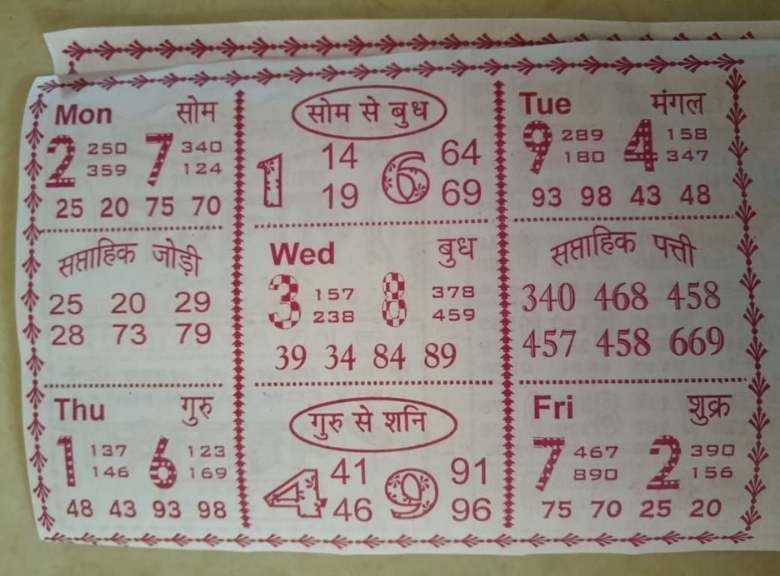 Mon सोम
2 250 7 340
359 124
25 20 75 70
सोम से बुध
1 14 6 64
19 69
Tue मंगल
9 289 4 158
180 347
93 98 43 48
सप्ताहिक जोड़ी
25 20 29
28 73 79
Wed बुध
3 157 8 378
238 459
39 34 84 89
सप्ताहिक पत्ती
340 468 458
457 458 669
Thu गुरु
1 137 6 123
146 169
48 43 93 98
गुरु से शनि
4 41 9 91
46 96
Fri शुक्र
7 467 2 390
890 156
75 70 25 20